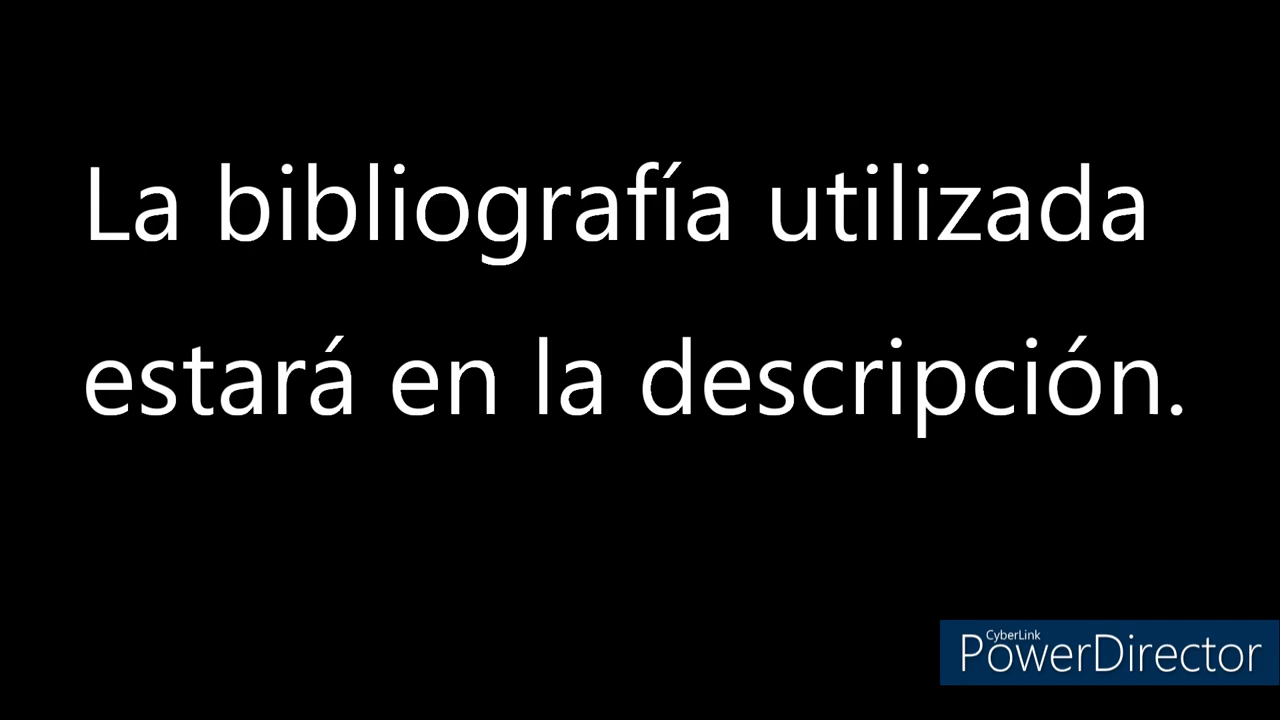 La bibliografía utilizada
estará en la descripción.
CyberLink
PowerDirector